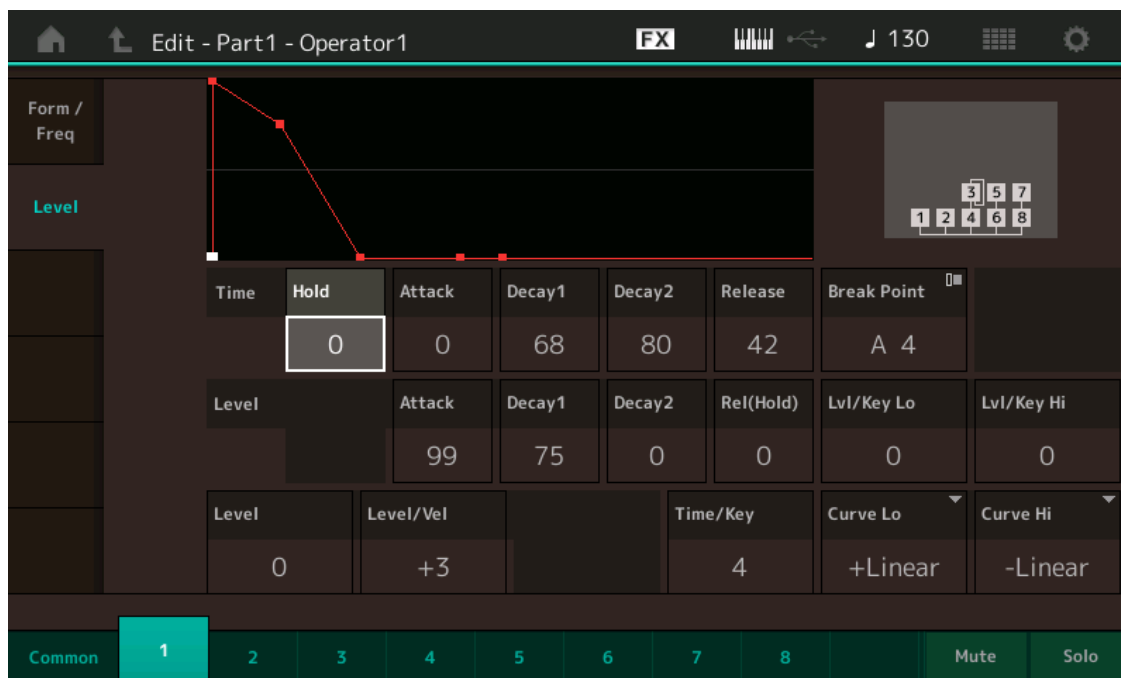 Edit - Part1 - Operator1 FX ♩ 130
Form /
Freq
Level
3 5 7
1 2 4 6 8
Time Hold Attack Decay1 Decay2 Release Break Point
0 0 68 80 42 A 4
Level Attack Decay1 Decay2 Rel(Hold) Lvl/Key Lo Lvl/Key Hi
99 75 0 0 0 0
Level Level/Vel Time/Key Curve Lo Curve Hi
0 +3 4 +Linear -Linear
Common 1 2 3 4 5 6 7 8 Mute Solo